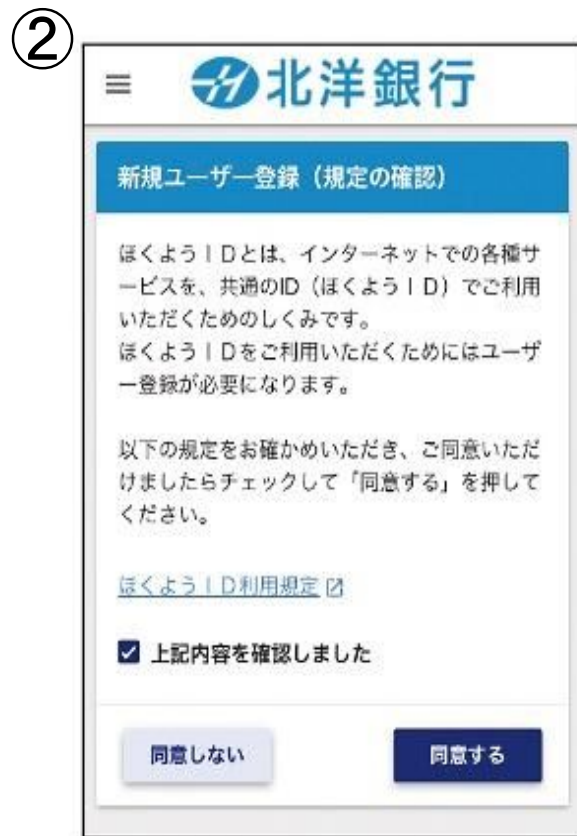 ②
北洋銀行
新規ユーザー登録（規定の確認）
ほくようＩＤとは、インターネットでの各種サ
ービスを、共通のID（ほくようＩＤ）でご利用
いただくためのしくみです。
ほくようＩＤをご利用いただくためにはユーザ
ー登録が必要になります。
以下の規定をお確かめいただき、ご同意いただ
けましたらチェックして「同意する」を押して
ください。
ほくようＩＤ利用規定
上記内容を確認しました
同意しない
同意する